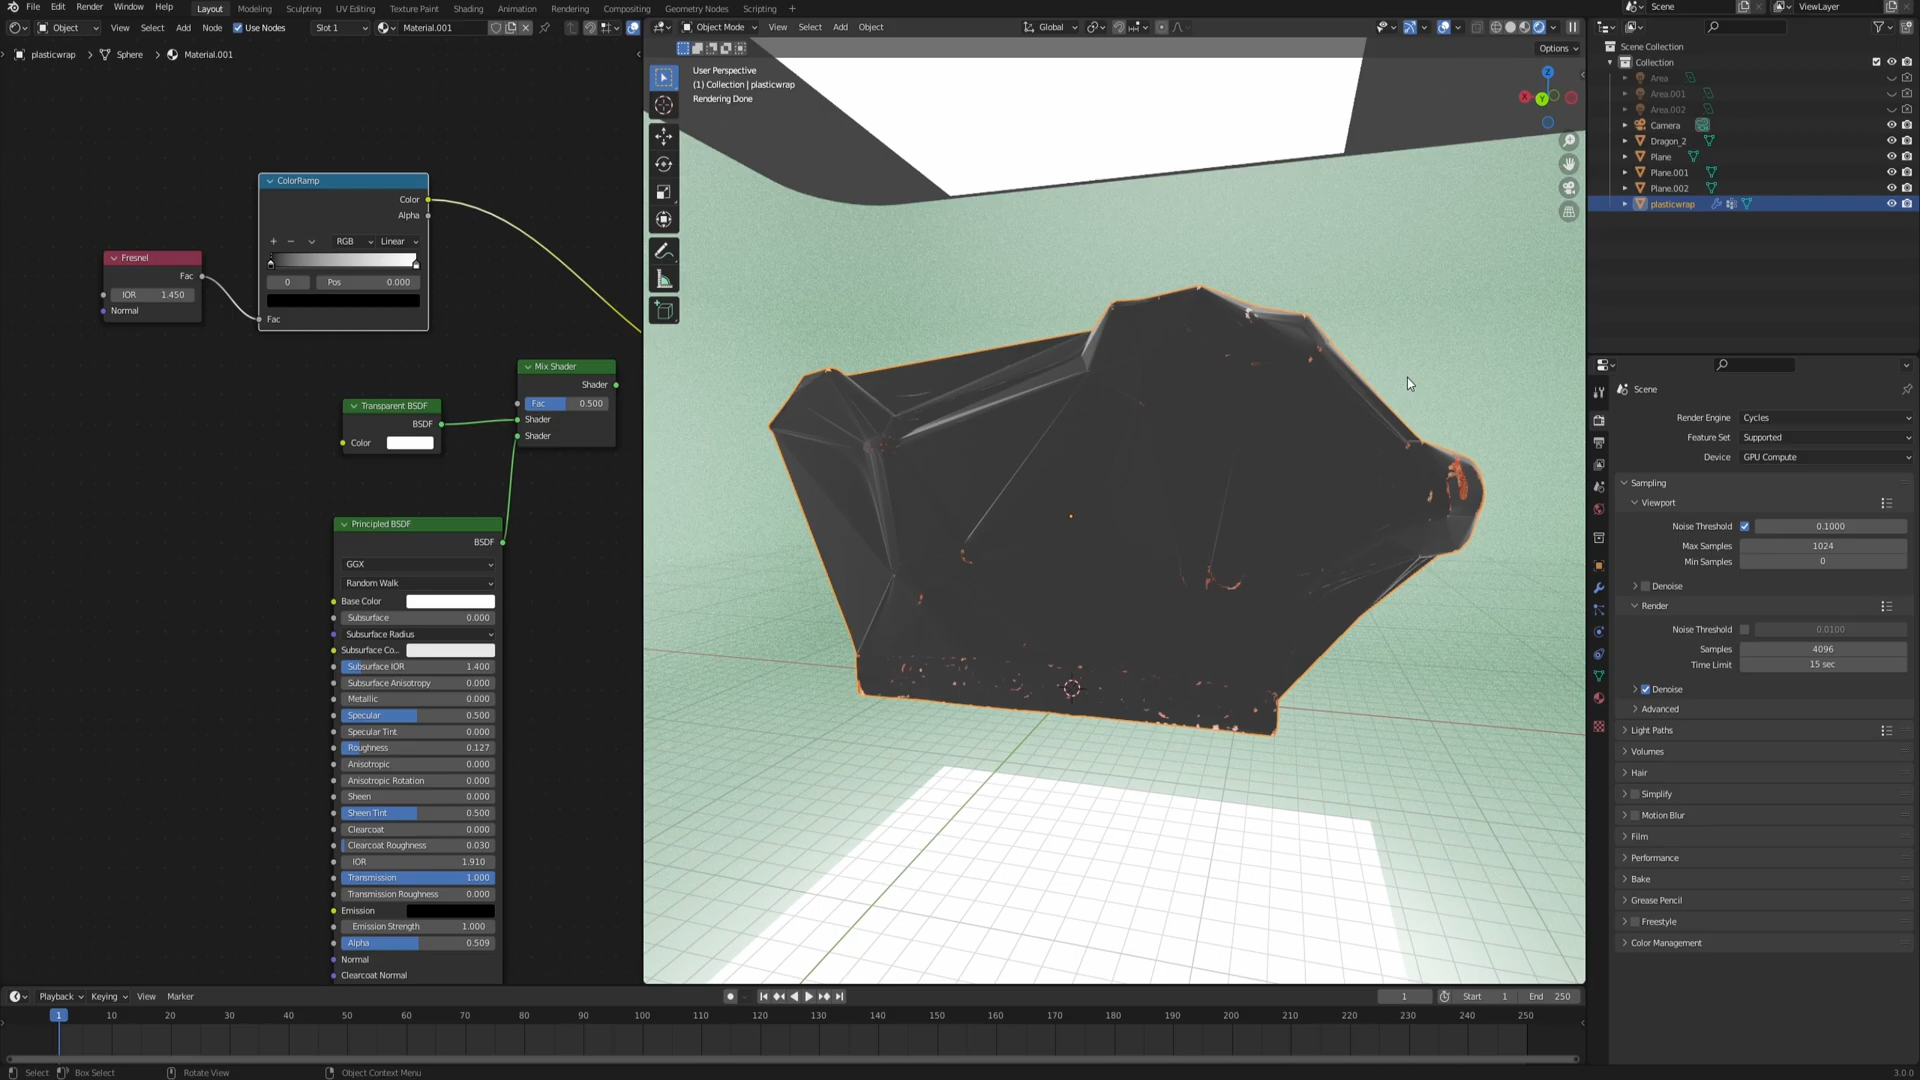 File Edit Render Window Help Layout Modeling Sculpting UV Editing Texture Paint Shading Animation Rendering Compositing Geometry Nodes Scripting + Scene ViewLayer
Object View Select Add Node Use Nodes Slot 1 Material.001
Object Mode View Select Add Object Global
Options
plasticwrap > Sphere > Material.001
User Perspective
(1) Collection | plasticwrap
Rendering Done
Z
X
Y
ColorRamp
Color
Alpha
RGB Linear
0 Pos 0.000
Fac
Fresnel
Fac
IOR 1.450
Normal
Mix Shader
Shader
Fac 0.500
Shader
Shader
Transparent BSDF
BSDF
Color
Principled BSDF
BSDF
GGX
Random Walk
Base Color
Subsurface 0.000
Subsurface Radius
Subsurface Co...
Subsurface IOR 1.400
Subsurface Anisotropy 0.000
Metallic 0.000
Specular 0.500
Specular Tint 0.000
Roughness 0.127
Anisotropic 0.000
Anisotropic Rotation 0.000
Sheen 0.000
Sheen Tint 0.500
Clearcoat 0.000
Clearcoat Roughness 0.030
IOR 1.910
Transmission 1.000
Transmission Roughness 0.000
Emission
Emission Strength 1.000
Alpha 0.509
Normal
Clearcoat Normal
Scene Collection
Collection
Area
Area.001
Area.002
Camera
Dragon_2
Plane
Plane.001
Plane.002
plasticwrap
Scene
Render Engine Cycles
Feature Set Supported
Device GPU Compute
Sampling
Viewport
Noise Threshold 0.1000
Max Samples 1024
Min Samples 0
Denoise
Render
Noise Threshold 0.0100
Samples 4096
Time Limit 15 sec
Denoise
Advanced
Light Paths
Volumes
Hair
Simplify
Motion Blur
Film
Performance
Bake
Grease Pencil
Freestyle
Color Management
Playback Keying View Marker 1 Start 1 End 250
1 10 20 30 40 50 60 70 80 90 100 110 120 130 140 150 160 170 180 190 200 210 220 230 240 250
Select Box Select Rotate View Object Context Menu 3.0.0